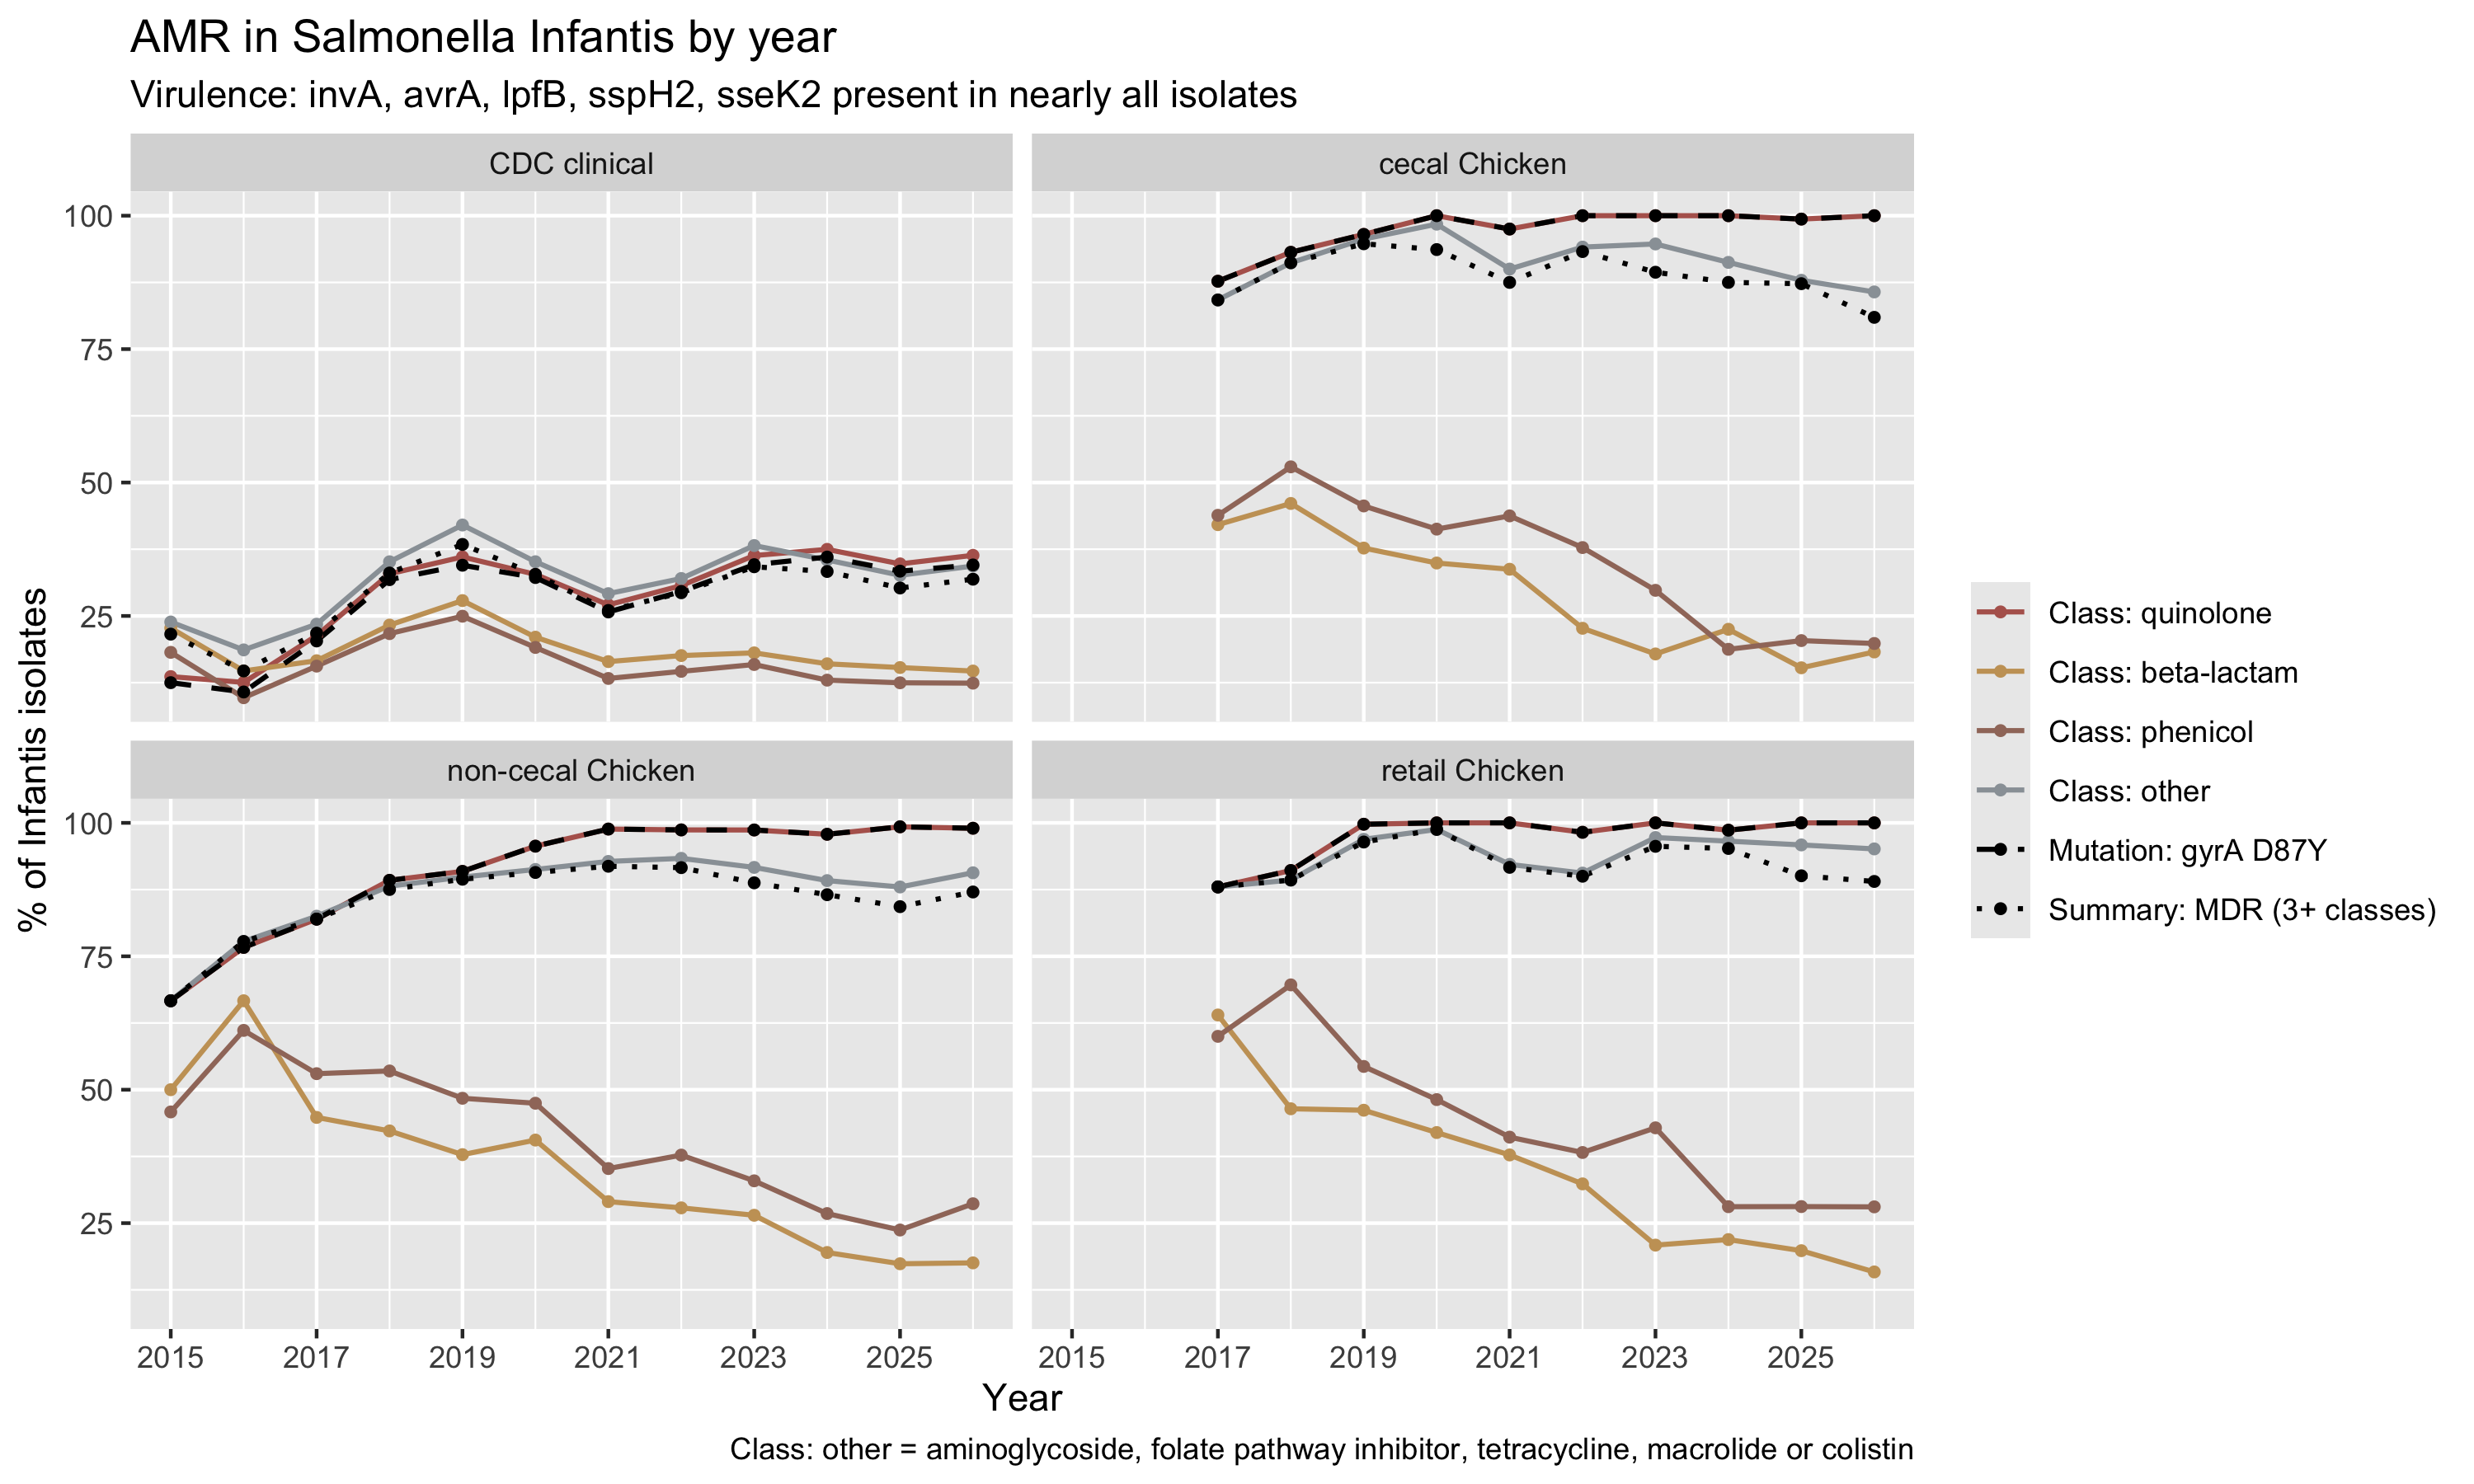 AMR in Salmonella Infantis by year
Virulence: invA, avrA, lpfB, sspH2, sseK2 present in nearly all isolates
CDC clinical
cecal Chicken
100
75
50
25
non-cecal Chicken
retail Chicken
100
75
50
25
2015 2017 2019 2021 2023 2025
2015 2017 2019 2021 2023 2025
% of Infantis isolates
Year
Class: quinolone
Class: beta-lactam
Class: phenicol
Class: other
Mutation: gyrA D87Y
Summary: MDR (3+ classes)
Class: other = aminoglycoside, folate pathway inhibitor, tetracycline, macrolide or colistin